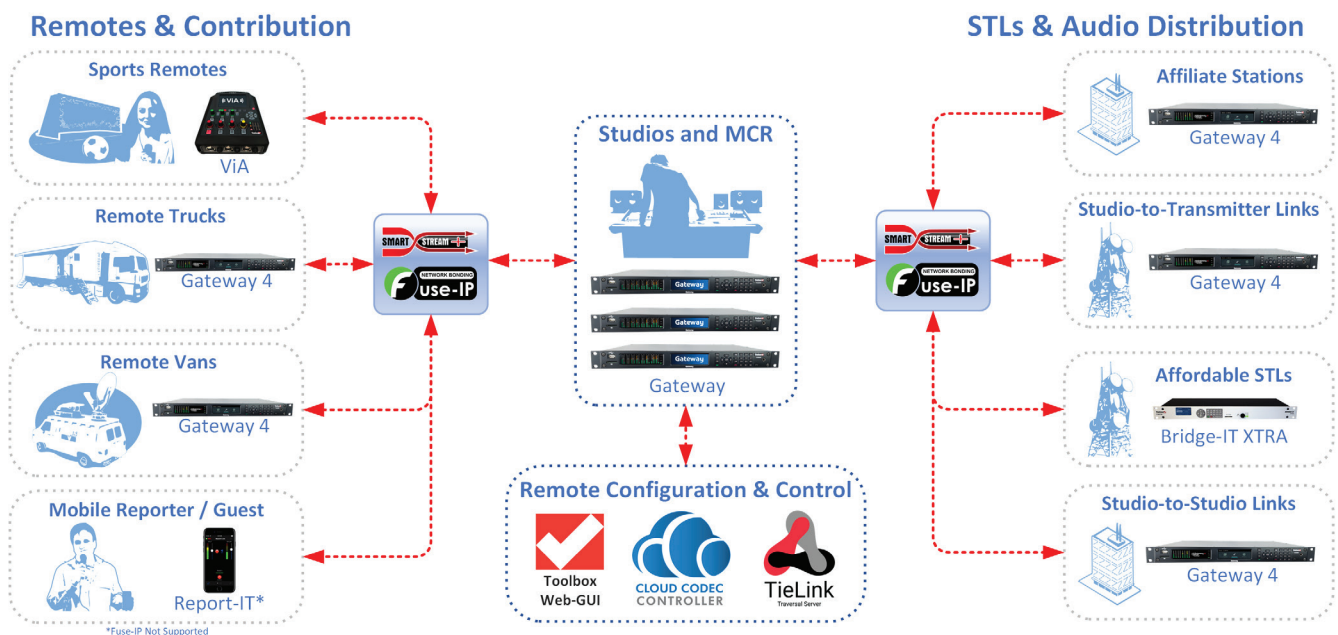 Remotes & Contribution
Sports Remotes
ViA
ViA
Remote Trucks
Gateway 4
Remote Vans
Gateway 4
Mobile Reporter / Guest
Report-IT*
*Fuse-IP Not Supported
SMART STREAM +
NETWORK BONDING
Fuse-IP
Studios and MCR
Gateway
Gateway
Gateway
Gateway
Remote Configuration & Control
Toolbox
Web-GUI
CLOUD CODEC
CONTROLLER
TieLink
Traversal Server
SMART STREAM +
NETWORK BONDING
Fuse-IP
STLs & Audio Distribution
Affiliate Stations
Gateway 4
Studio-to-Transmitter Links
Gateway 4
Affordable STLs
Bridge-IT XTRA
Studio-to-Studio Links
Gateway 4